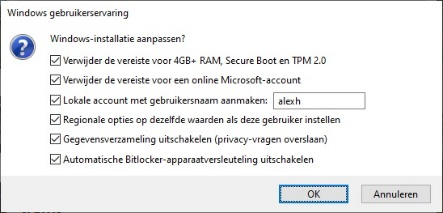 Windows gebruikerservaring
Windows-installatie aanpassen?
Verwijder de vereiste voor 4GB+ RAM, Secure Boot en TPM 2.0
Verwijder de vereiste voor een online Microsoft-account
Lokale account met gebruikersnaam aanmaken: alexh
Regionale opties op dezelfde waarden als deze gebruiker instellen
Gegevensverzameling uitschakelen (privacy-vragen overslaan)
Automatische Bitlocker-apparaatversleuteling uitschakelen
OK Annuleren